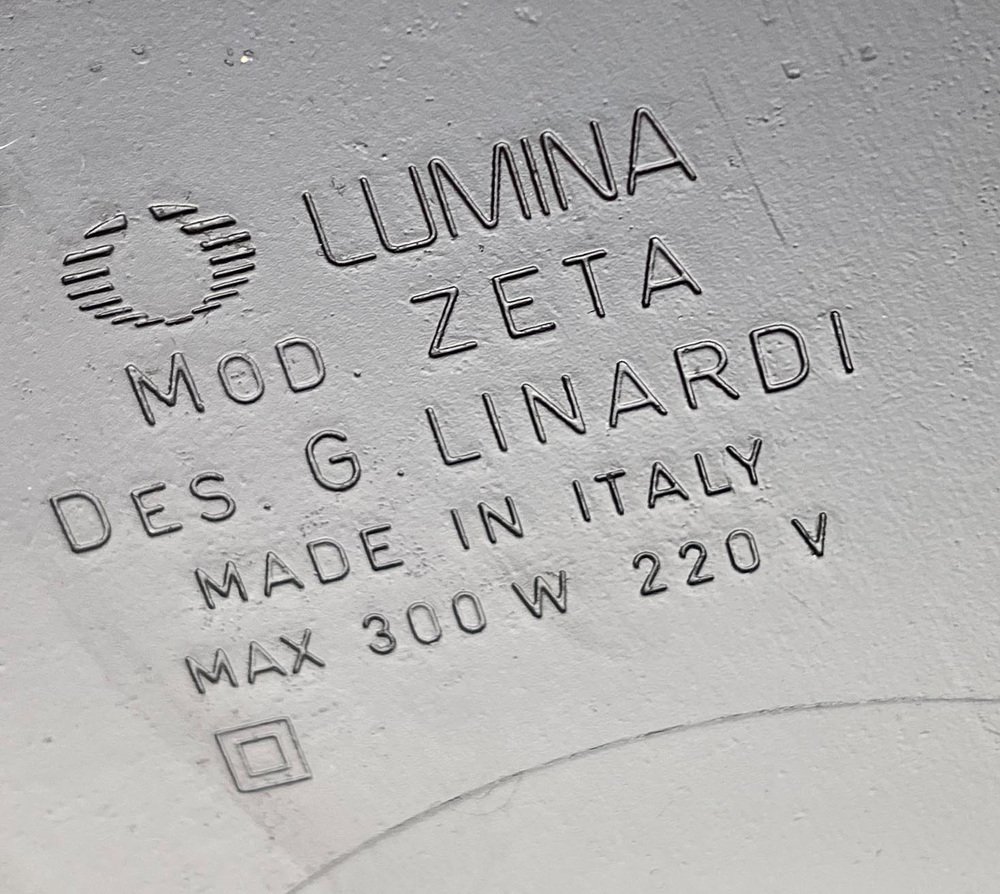 LUMINA
MOD. ZETA
DES. G. LINARDI
MADE IN ITALY
MAX 300 W 220 V